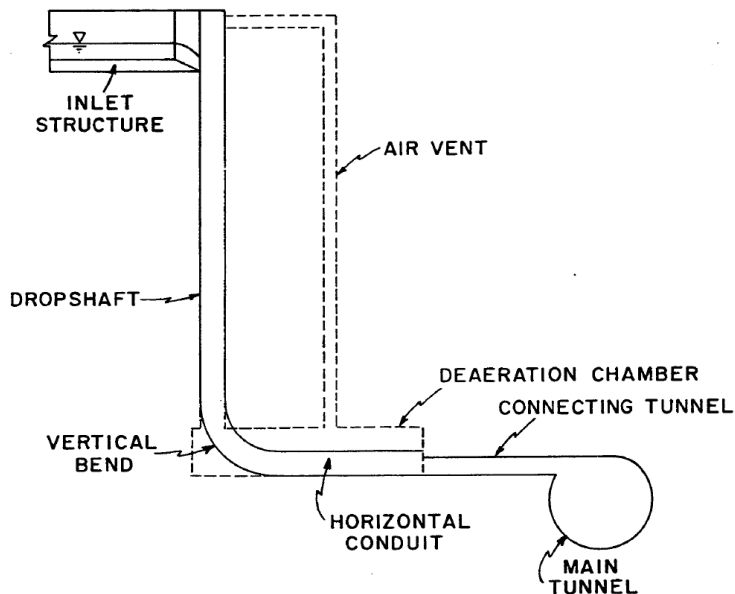 INLET
STRUCTURE
AIR VENT
DROPSHAFT
DEAERATION CHAMBER
CONNECTING TUNNEL
VERTICAL
BEND
HORIZONTAL
CONDUIT
MAIN
TUNNEL